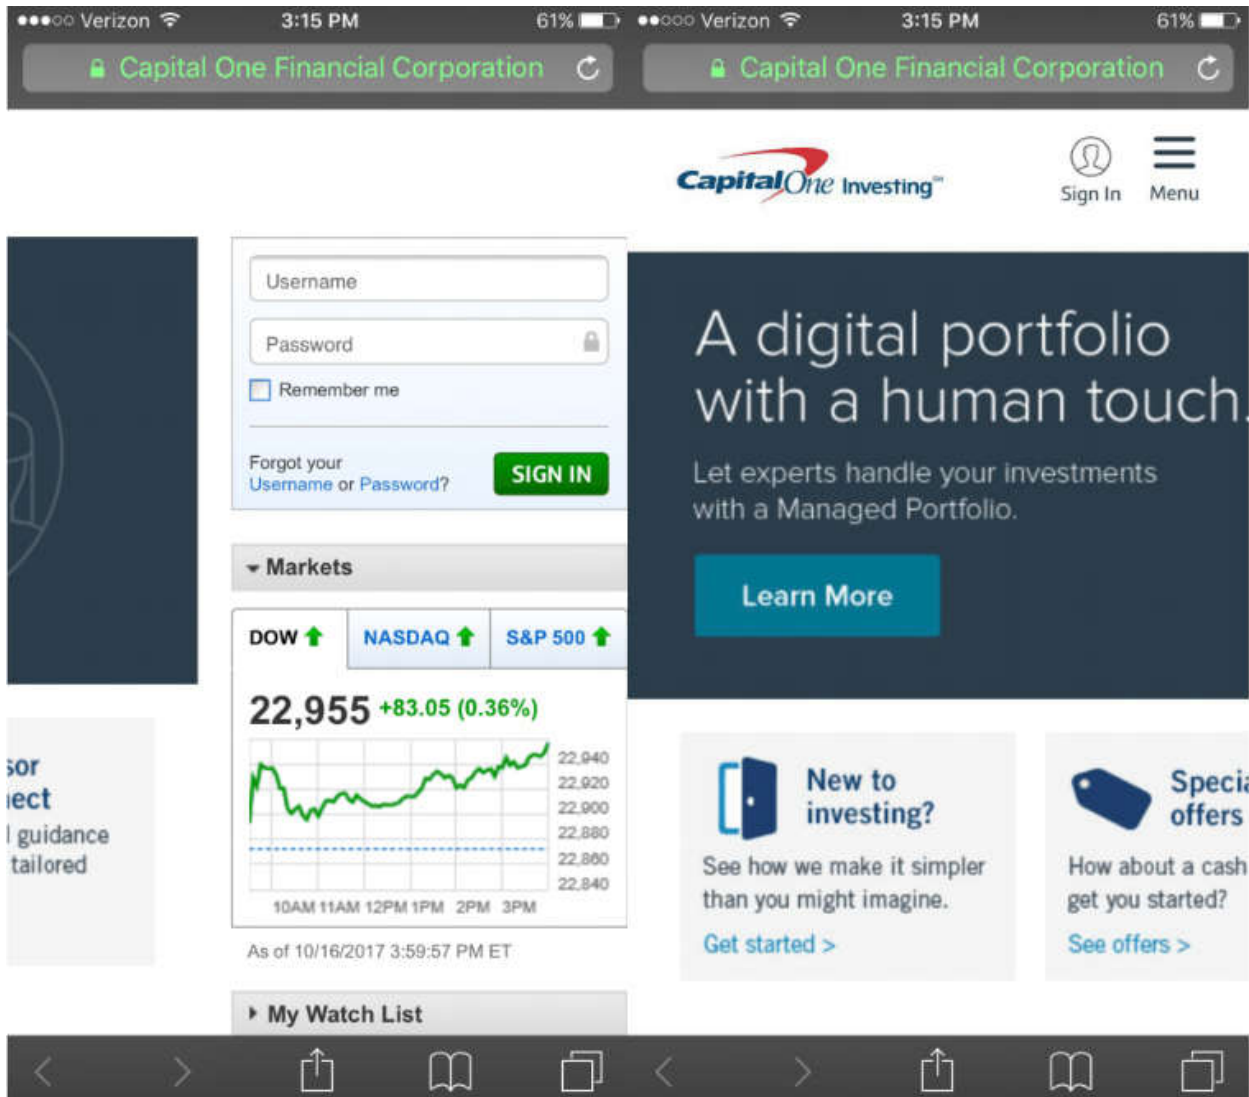 Verizon 3:15 PM 61%
Capital One Financial Corporation
Username
Password
Remember me
Forgot your
Username or Password?
SIGN IN
Markets
DOW NASDAQ S&P 500
22,955 +83.05 (0.36%)
22,940
22,920
22,900
22,880
22,860
22,840
10AM 11AM 12PM 1PM 2PM 3PM
As of 10/16/2017 3:59:57 PM ET
My Watch List
sor
nect
guidance
tailored
Verizon 3:15 PM 61%
Capital One Financial Corporation
CapitalOne Investing℠
Sign In
Menu
A digital portfolio
with a human touch.
Let experts handle your investments
with a Managed Portfolio.
Learn More
New to
investing?
See how we make it simpler
than you might imagine.
Get started >
Specia
offers
How about a cash
get you started?
See offers >